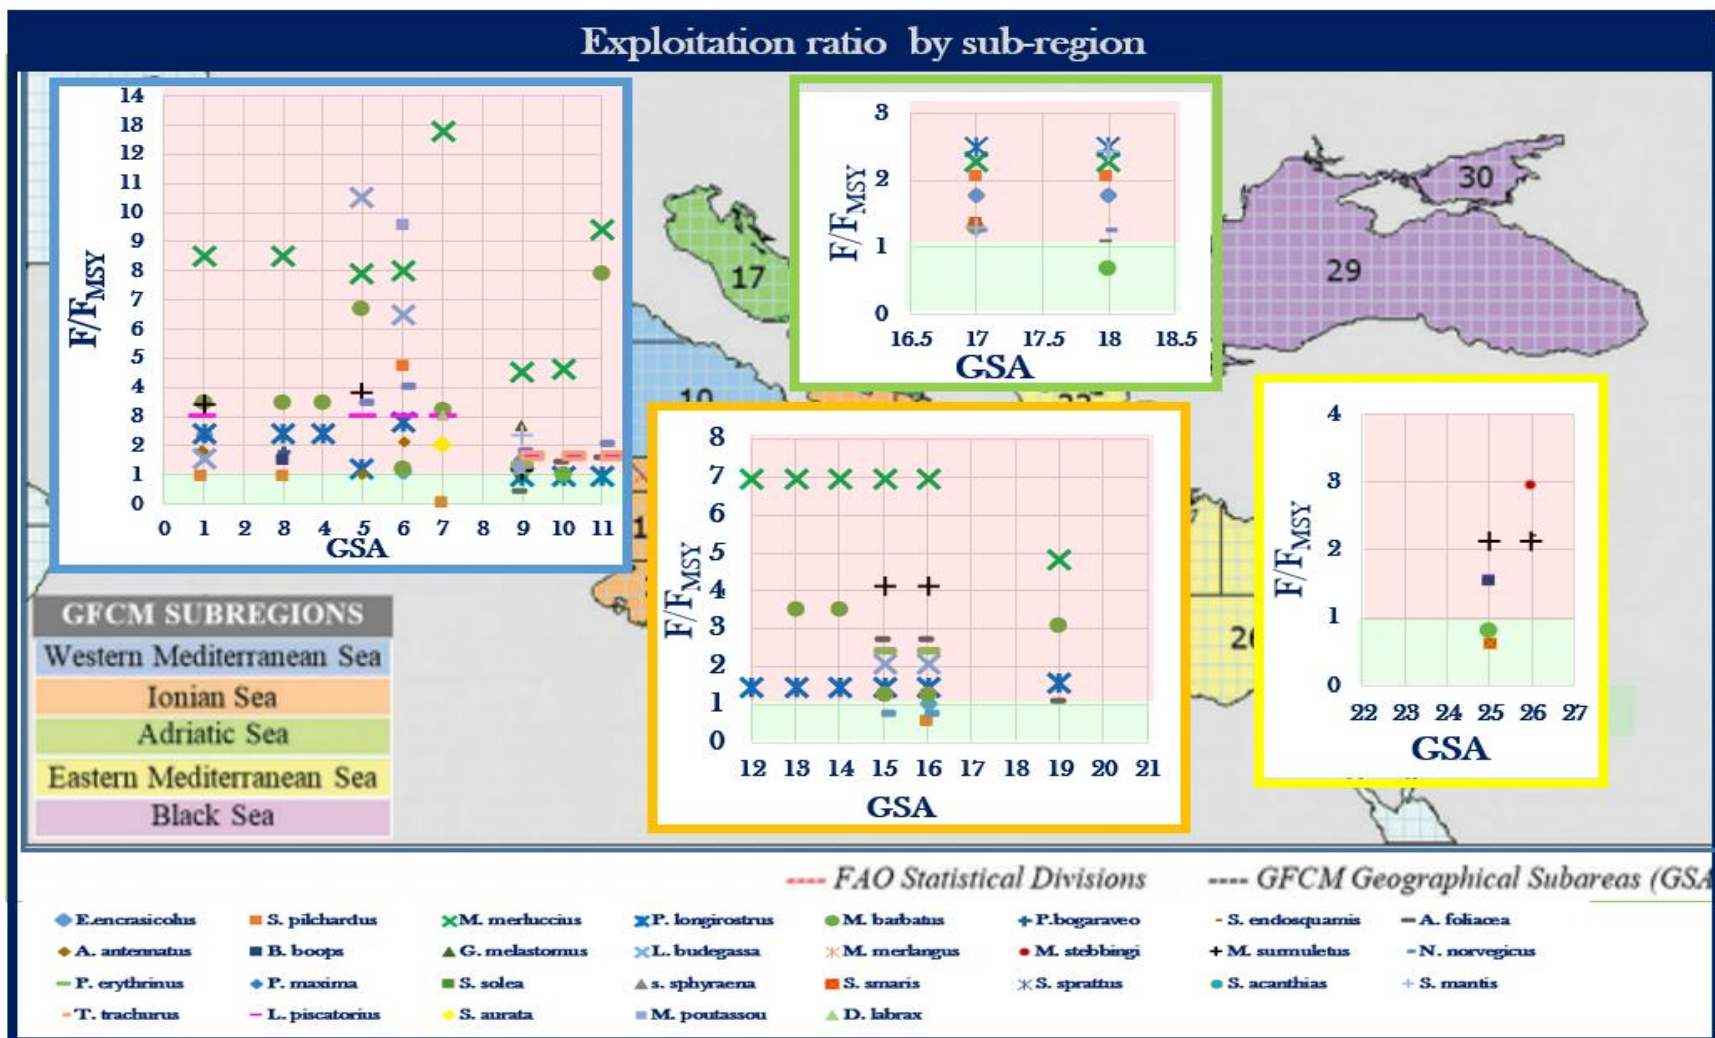 Exploitation ratio by sub-region
14
18
12
11
10
9
8
7
6
5
4
8
2
1
0
F/F_MSY
0 1 2 8 4 5 6 7 8 9 10 11
GSA
3
2
1
0
F/F_MSY
16.5 17 17.5 18 18.5
GSA
17
30
29
10
8
7
6
5
4
3
2
1
0
F/F_MSY
12 13 14 15 16 17 18 19 20 21
GSA
4
3
2
1
0
F/F_MSY
22 23 24 25 26 27
GSA
GFCM SUBREGIONS
Western Mediterranean Sea
Ionian Sea
Adriatic Sea
Eastern Mediterranean Sea
Black Sea
---- FAO Statistical Divisions ---- GFCM Geographical Subareas (GSA
E.encrasicolus S. pilchardus M. merluccius P. longirostrus M. barbatus P.bogaraveo S. endosquamis A. foliacea
A. antennatus B. boops G. melastomus L. budegassa M. merlangus M. stebbingi M. surmuletus N. norvegicus
P. erythrinus P. maxima S. solea s. sphyraena S. smaris S. sprattus S. acanthias S. mantis
T. trachurus L. piscatorius S. aurata M. poutassou D. labrax